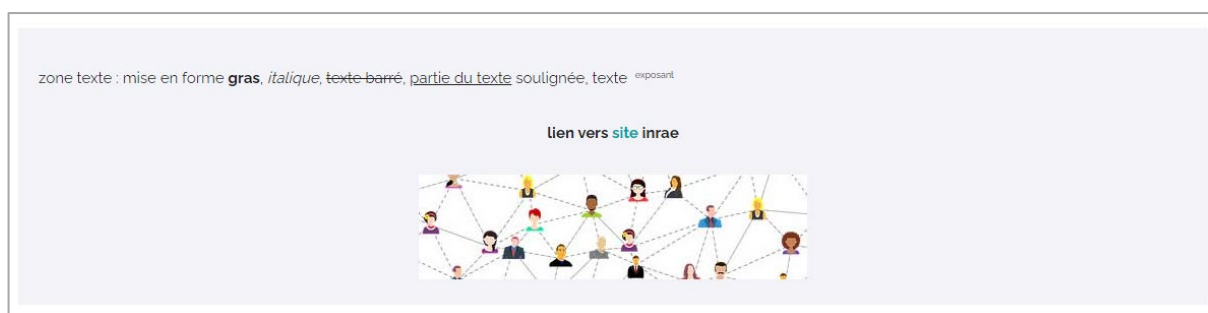 zone texte : mise en forme gras, italique, texte barré, partie du texte soulignée, texte exposant
lien vers site inrae